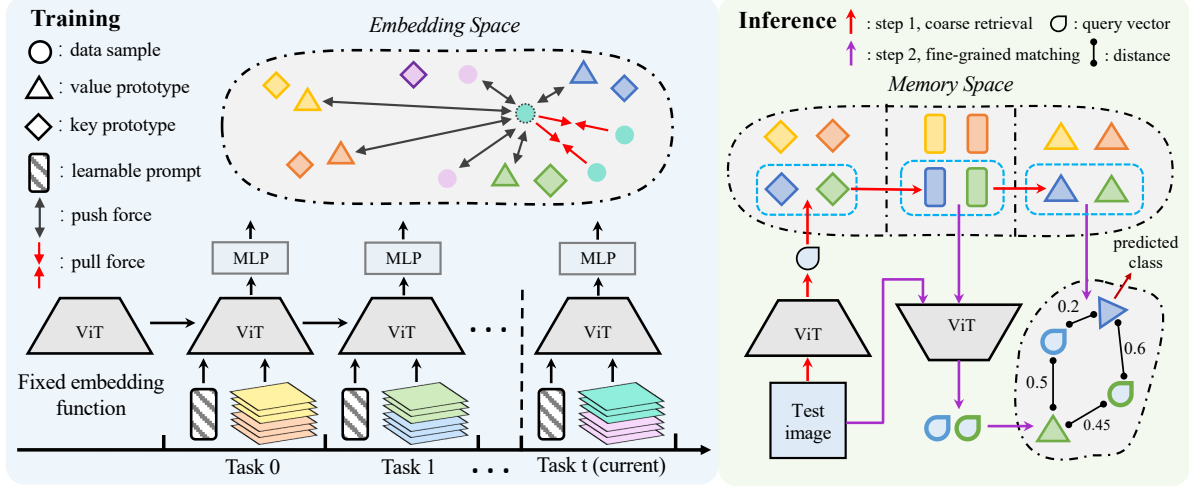 Training
: data sample
: value prototype
: key prototype
: learnable prompt
: push force
: pull force
Embedding Space
MLP
MLP
MLP
ViT
ViT
ViT
ViT
. . .
Fixed embedding
function
Task 0
Task 1
. . .
Task t (current)
Inference
: step 1, coarse retrieval
: query vector
: step 2, fine-grained matching
: distance
Memory Space
predicted
class
ViT
ViT
0.2
0.6
0.5
0.45
Test
image